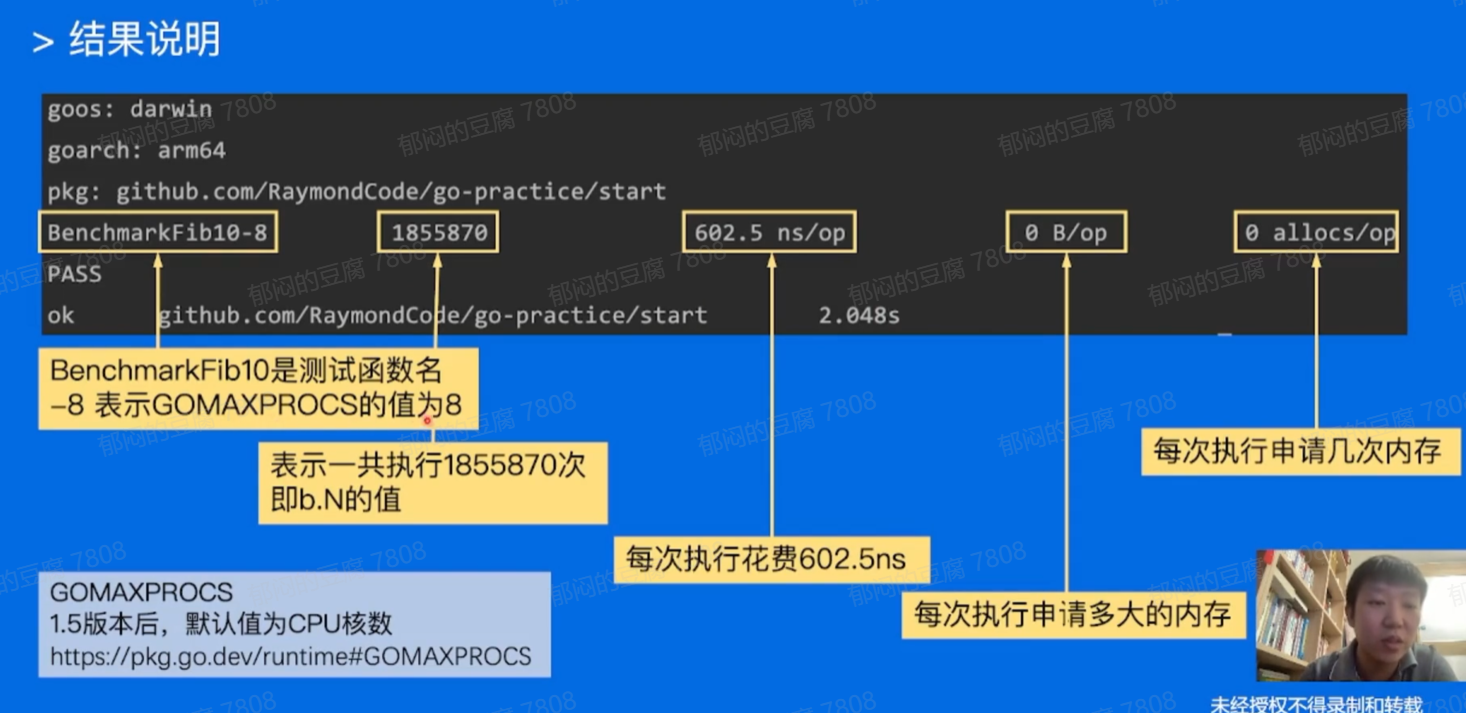 > 结果说明
goos: darwin
goarch: arm64
pkg: github.com/RaymondCode/go-practice/start
BenchmarkFib10-8 1855870 602.5 ns/op 0 B/op 0 allocs/op
PASS
ok github.com/RaymondCode/go-practice/start 2.048s
BenchmarkFib10是测试函数名
-8 表示GOMAXPROCS的值为8
表示一共执行1855870次
即b.N的值
每次执行申请几次内存
每次执行花费602.5ns
每次执行申请多大的内存
GOMAXPROCS
1.5版本后，默认值为CPU核数
https://pkg.go.dev/runtime#GOMAXPROCS
未经授权不得录制和转载
郁闷的豆腐 7808